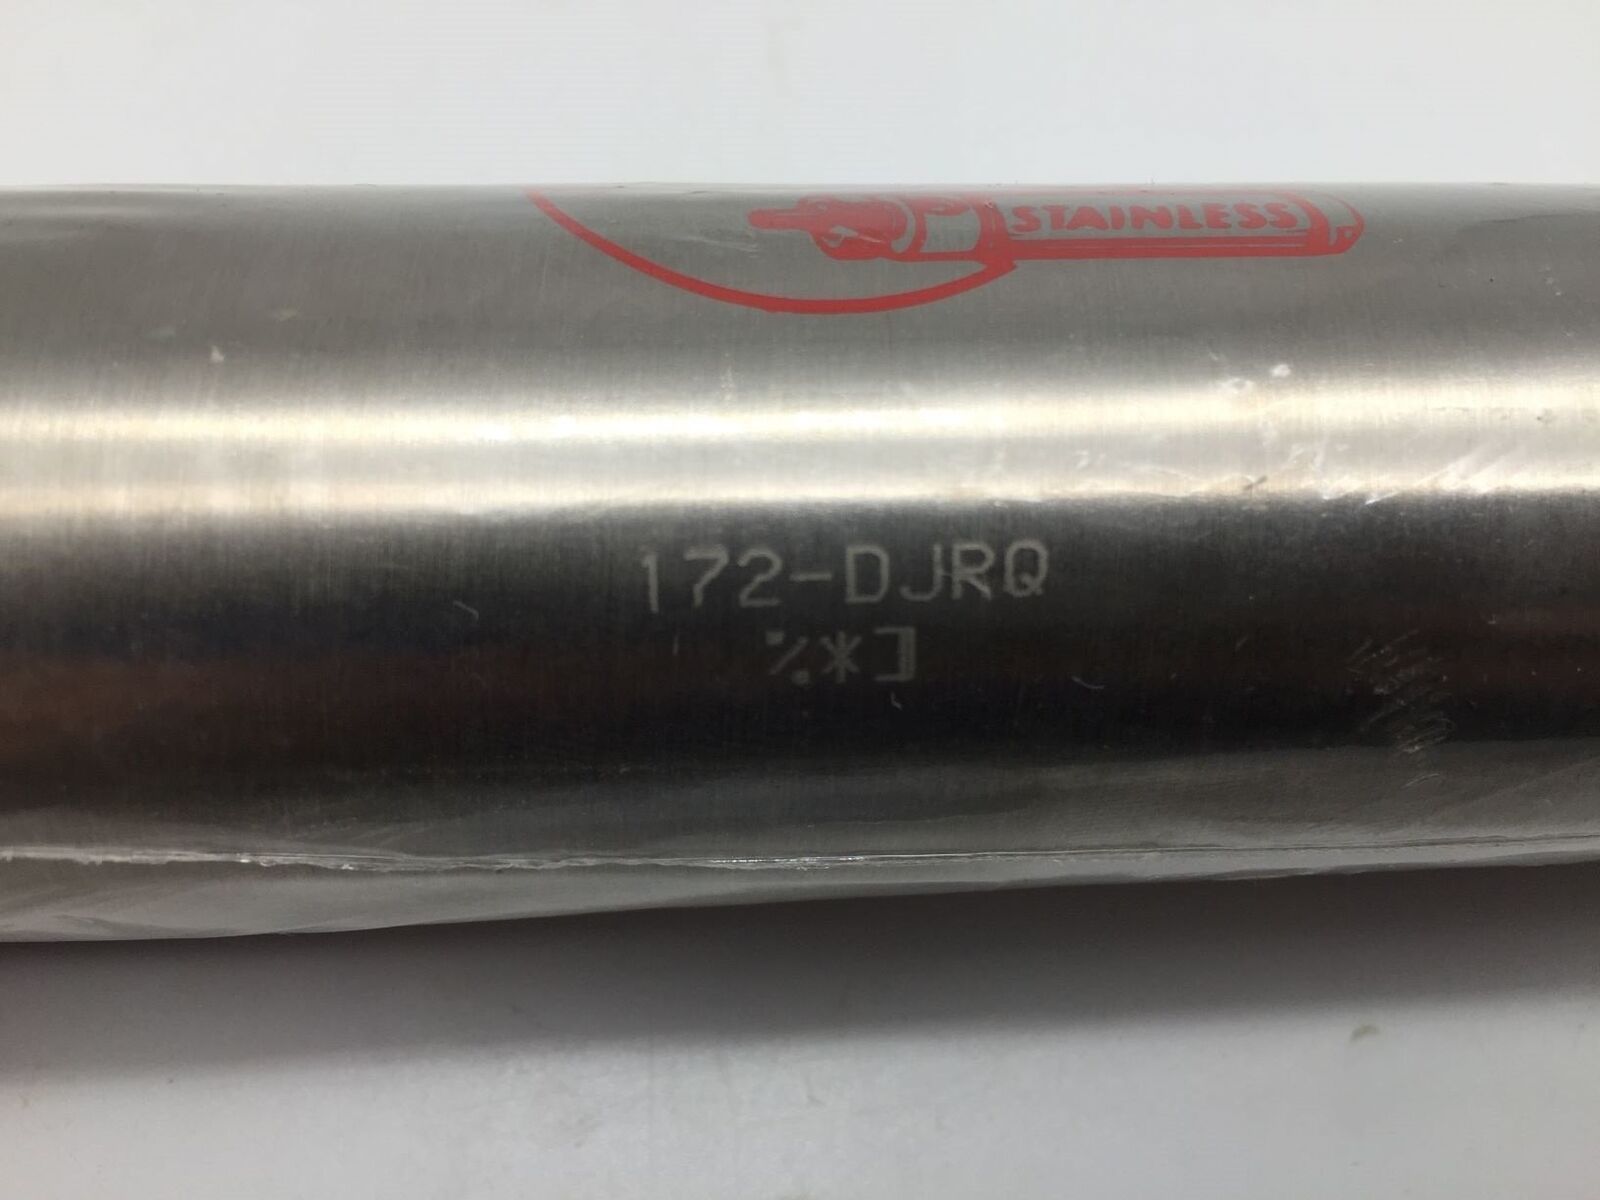 STAINLESS
172-DJRQ
%*]